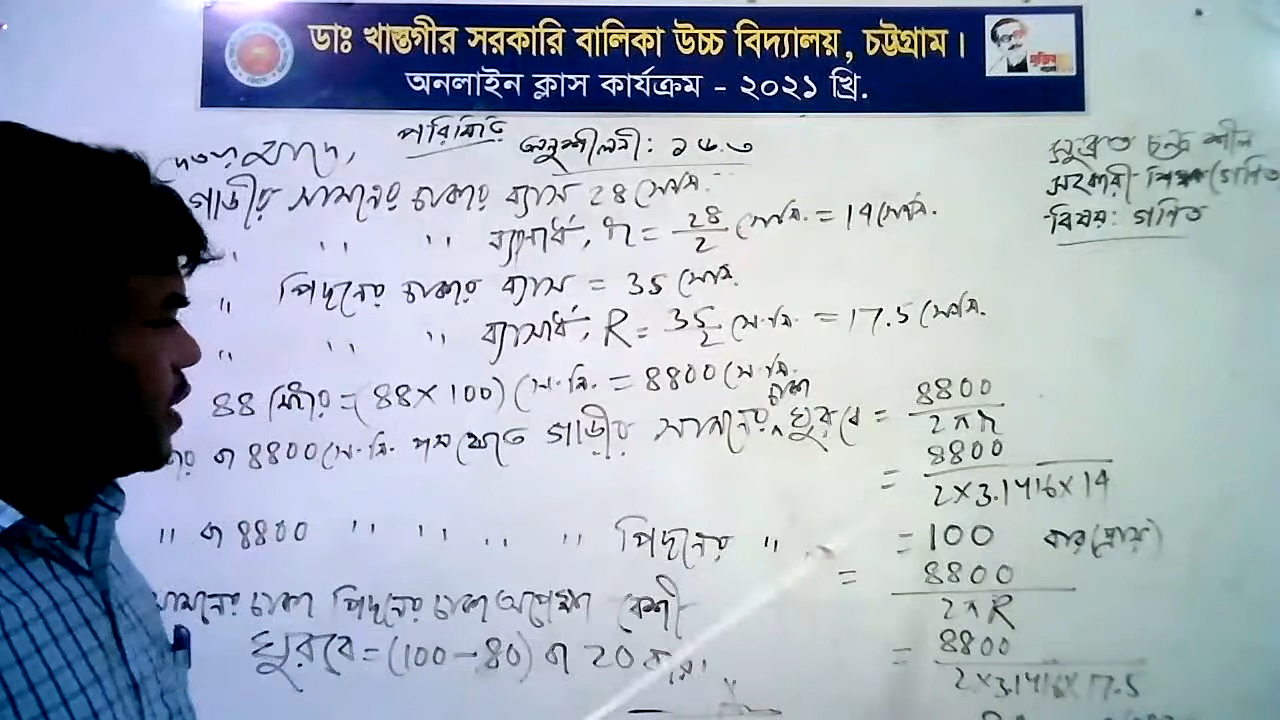 ডাঃ খাস্তগীর সরকারি বালিকা উচ্চ বিদ্যালয়, চট্টগ্রাম।
অনলাইন ক্লাস কার্যক্রম - ২০২১ খ্রি.
পরিমিতি অনুশীলনী: ১৬.৩
সুব্রত চন্দ্র শীল
সহকারী শিক্ষক (গণিত
বিষয়: গণিত
গাড়ীর সামনের চাকার ব্যাস 28 সে.মি.
" " " ব্যাসার্ধ, r = 28/2 সে.মি. = 14 সে.মি.
" পিছনের চাকার ব্যাস = 35 সে.মি.
" " " ব্যাসার্ধ, R = 35/2 সে.মি. = 17.5 সে.মি.
88 মিটার = (88 × 100) সে.মি. = 8800 সে.মি.
বা 8800 সে.মি. পথ যেতে গাড়ীর সামনের চাকা ঘুরবে = 8800/2πr
= 8800/2×3.1416×14
= 100 বার (প্রায়)
" বা 8800 " " " " পিছনের " = 8800/2πR
= 8800/2×3.1416×17.5
সামনের চাকা পিছনের চাকা অপেক্ষা বেশী
ঘুরবে = (100 - 80) বা 20 বার।